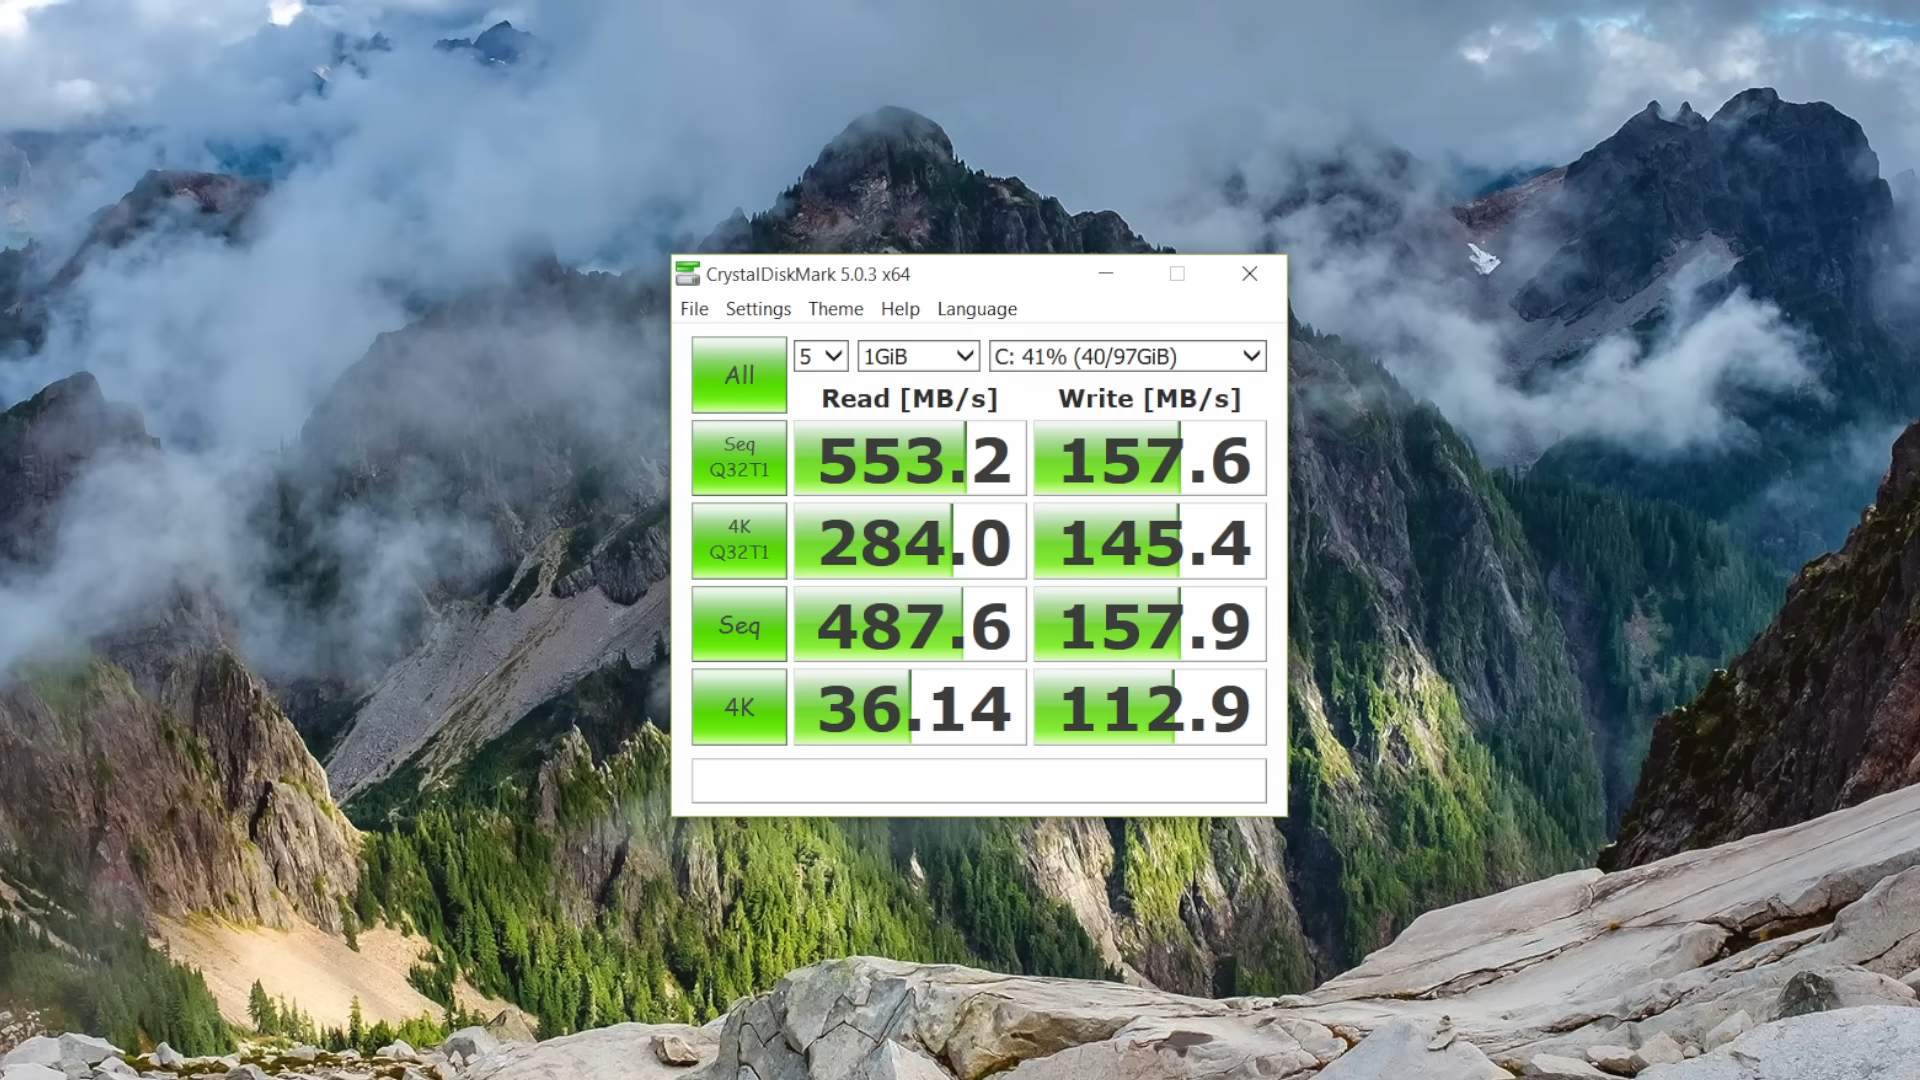 CrystalDiskMark 5.0.3 x64
File Settings Theme Help Language
All 5 1GiB C: 41% (40/97GiB)
Read [MB/s] Write [MB/s]
Seq
Q32T1
553.2 157.6
4K
Q32T1
284.0 145.4
Seq 487.6 157.9
4K 36.14 112.9